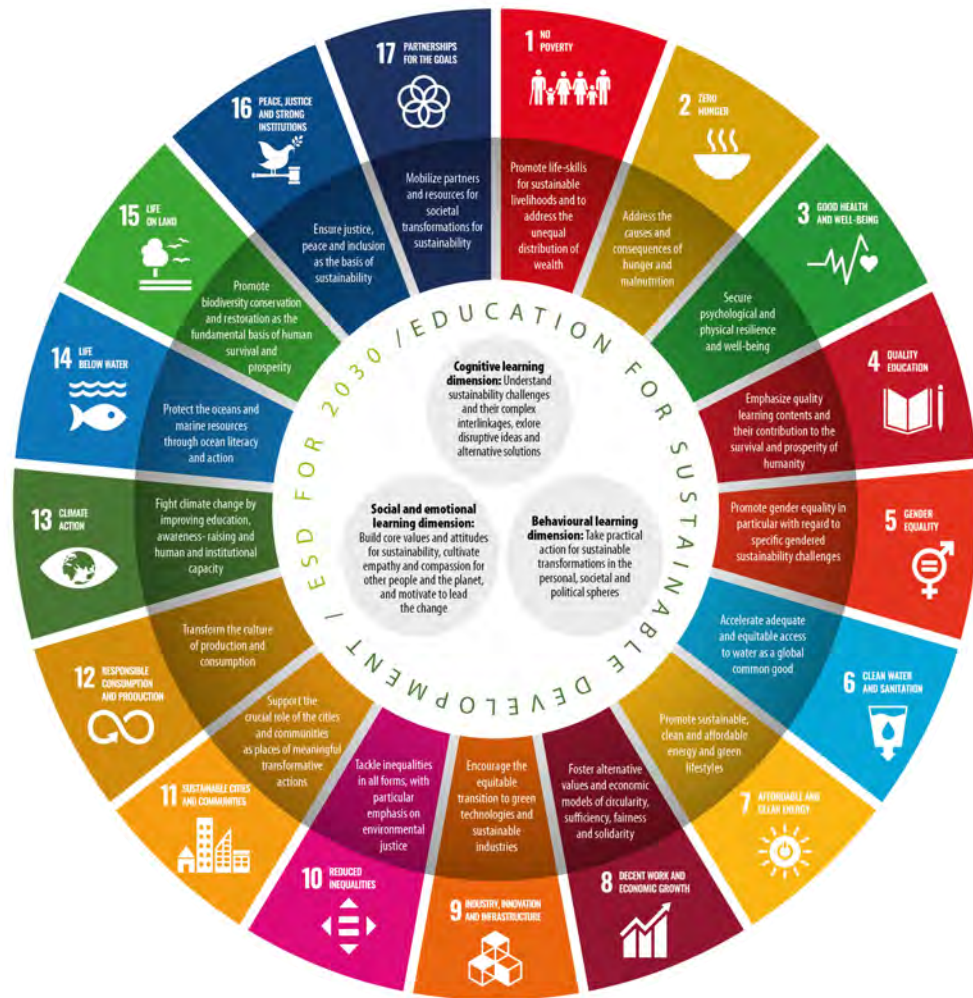 1 NO
POVERTY
Promote life-skills
for sustainable
livelihoods and to
address the
unequal
distribution of
wealth
2 ZERO
HUNGER
Address the
causes and
consequences of
hunger and
malnutrition
3 GOOD HEALTH
AND WELL-BEING
Secure
psychological and
physical resilience
and well-being
4 QUALITY
EDUCATION
Emphasize quality
learning contents and
their contribution to the
survival and prosperity of
humanity
5 GENDER
EQUALITY
Promote gender equality in
particular with regard to
specific gendered
sustainability challenges
6 CLEAN WATER
AND SANITATION
Accelerate adequate
and equitable access
to water as a global
common good
7 AFFORDABLE AND
CLEAN ENERGY
Promote sustainable,
clean and affordable
energy and green
lifestyles
8 DECENT WORK AND
ECONOMIC GROWTH
Foster alternative
values and economic
models of circularity,
sufficiency, fairness
and solidarity
9 INDUSTRY, INNOVATION
AND INFRASTRUCTURE
Encourage the
equitable
transition to green
technologies and
sustainable
industries
10 REDUCED
INEQUALITIES
Tackle inequalities
in all forms, with
particular
emphasis on
environmental
justice
11 SUSTAINABLE CITIES
AND COMMUNITIES
Support the
crucial role of the cities
and communities
as places of meaningful
transformative
actions
12 RESPONSIBLE
CONSUMPTION
AND PRODUCTION
Transform the culture
of production and
consumption
13 CLIMATE
ACTION
Fight climate change by
improving education,
awareness- raising and
human and institutional
capacity
14 LIFE
BELOW WATER
Protect the oceans and
marine resources
through ocean literacy
and action
15 LIFE
ON LAND
Promote
biodiversity conservation
and restoration as the
fundamental basis of human
survival and
prosperity
16 PEACE, JUSTICE
AND STRONG
INSTITUTIONS
Ensure justice,
peace and inclusion
as the basis of
sustainability
17 PARTNERSHIPS
FOR THE GOALS
Mobilize partners
and resources for
societal
transformations for
sustainability
/ ESD FOR 2030 / EDUCATION FOR SUSTAINABLE DEVELOPMENT
Cognitive learning
dimension: Understand
sustainability challenges
and their complex
interlinkages, exlore
disruptive ideas and
alternative solutions
Social and emotional
learning dimension:
Build core values and attitudes
for sustainability, cultivate
empathy and compassion for
other people and the planet,
and motivate to lead
the change
Behavioural learning
dimension: Take practical
action for sustainable
transformations in the
personal, societal and
political spheres